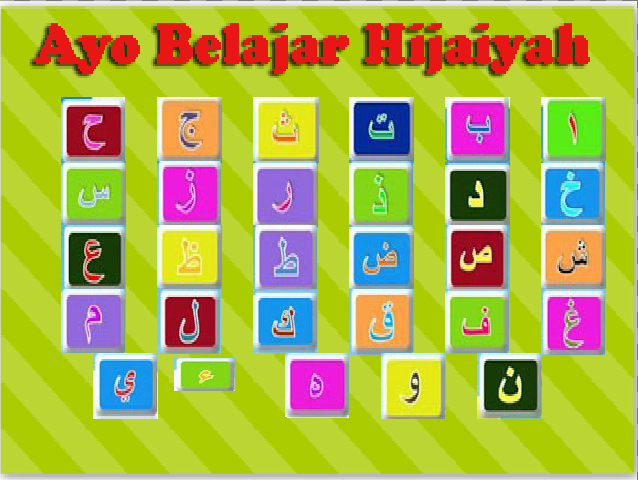 Ayo Belajar Hijaiyah
ا ب ت ث ج ح
خ د ذ ر ز س
ش ص ض ط ظ ع
غ ف ق ك ل م
ن و ه ء ي